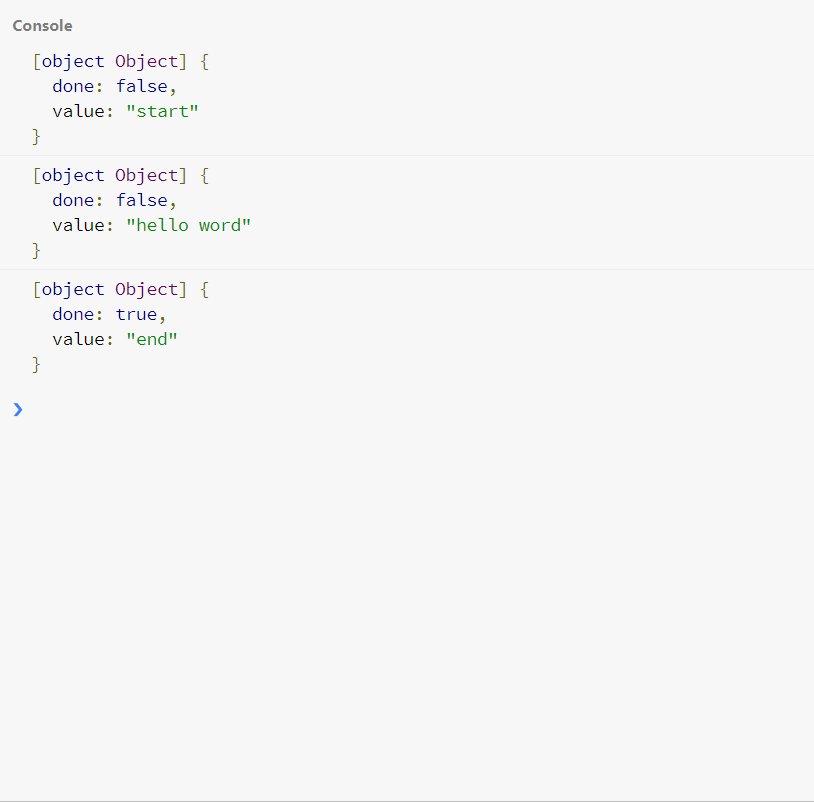 Console
[object Object] {
  done: false,
  value: "start"
}
[object Object] {
  done: false,
  value: "hello word"
}
[object Object] {
  done: true,
  value: "end"
}
❯